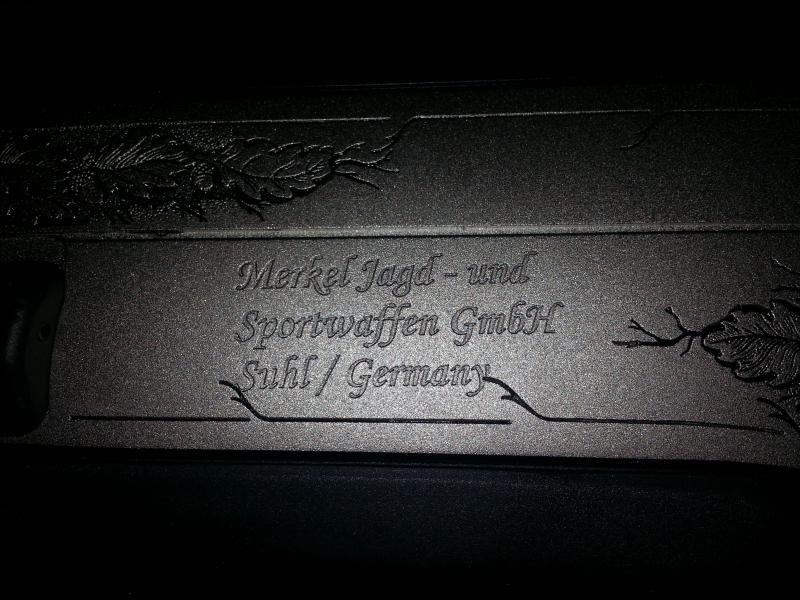 Merkel Jagd - und
Sportwaffen GmbH
Suhl / Germany